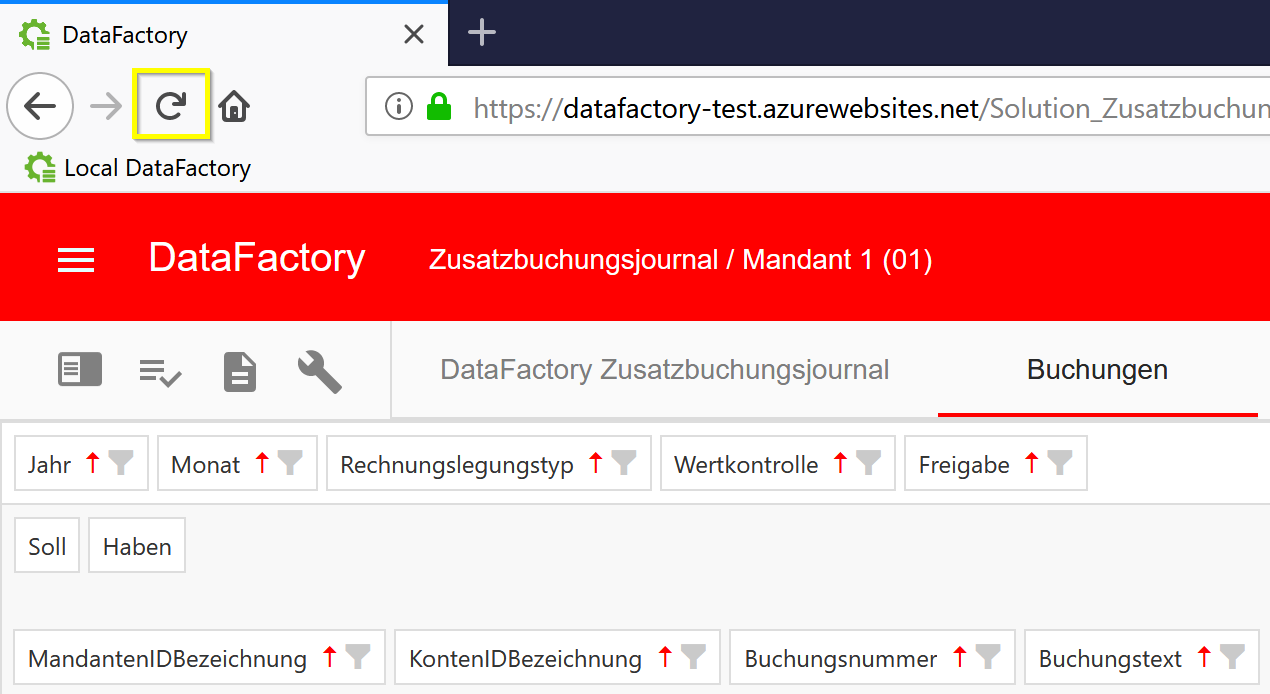 DataFactory
https://datafactory-test.azurewebsites.net/Solution_Zusatzbuchun
Local DataFactory
DataFactory Zusatzbuchungsjournal / Mandant 1 (01)
DataFactory Zusatzbuchungsjournal Buchungen
Jahr Monat Rechnungslegungstyp Wertkontrolle Freigabe
Soll Haben
MandantenIDBezeichnung KontenIDBezeichnung Buchungsnummer Buchungstext